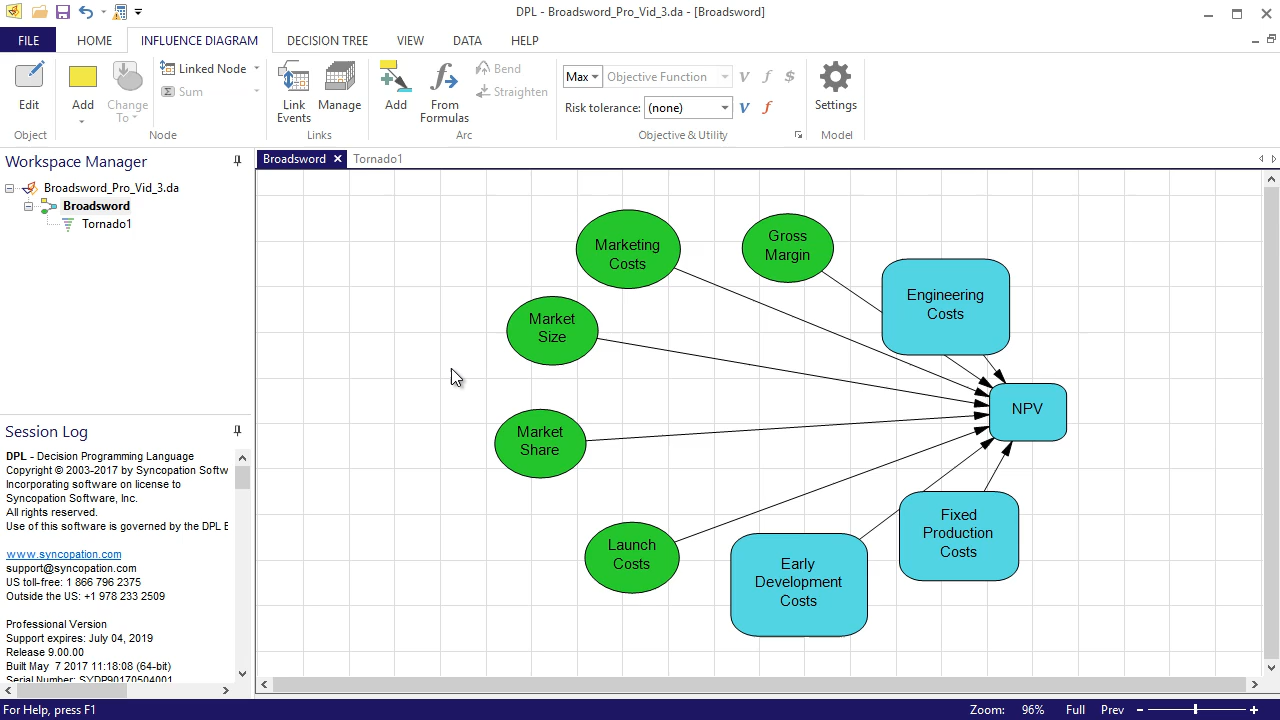 DPL - Broadsword_Pro_Vid_3.da - [Broadsword]
FILE HOME INFLUENCE DIAGRAM DECISION TREE VIEW DATA HELP
Edit
Object
Add
Change To
Linked Node
Sum
Node
Link Events
Manage
Links
Add
From Formulas
Bend
Straighten
Arc
Max Objective Function V f $
Risk tolerance: (none) V f
Objective & Utility
Settings
Model
Workspace Manager
Broadsword_Pro_Vid_3.da
Broadsword
Tornado1
Session Log
DPL - Decision Programming Language
Copyright © 2003-2017 by Syncopation Softw
Incorporating software on license to
Syncopation Software, Inc.
All rights reserved.
Use of this software is governed by the DPL E
www.syncopation.com
support@syncopation.com
US toll-free: 1 866 796 2375
Outside the US: +1 978 233 2509
Professional Version
Support expires: July 04, 2019
Release 9.00.00
Built May 7 2017 11:18:08 (64-bit)
Serial Number: SYDP90170504001
Broadsword Tornado1
Marketing
Costs
Gross
Margin
Engineering
Costs
Market
Size
NPV
Market
Share
Launch
Costs
Early
Development
Costs
Fixed
Production
Costs
For Help, press F1
Zoom: 96% Full Prev